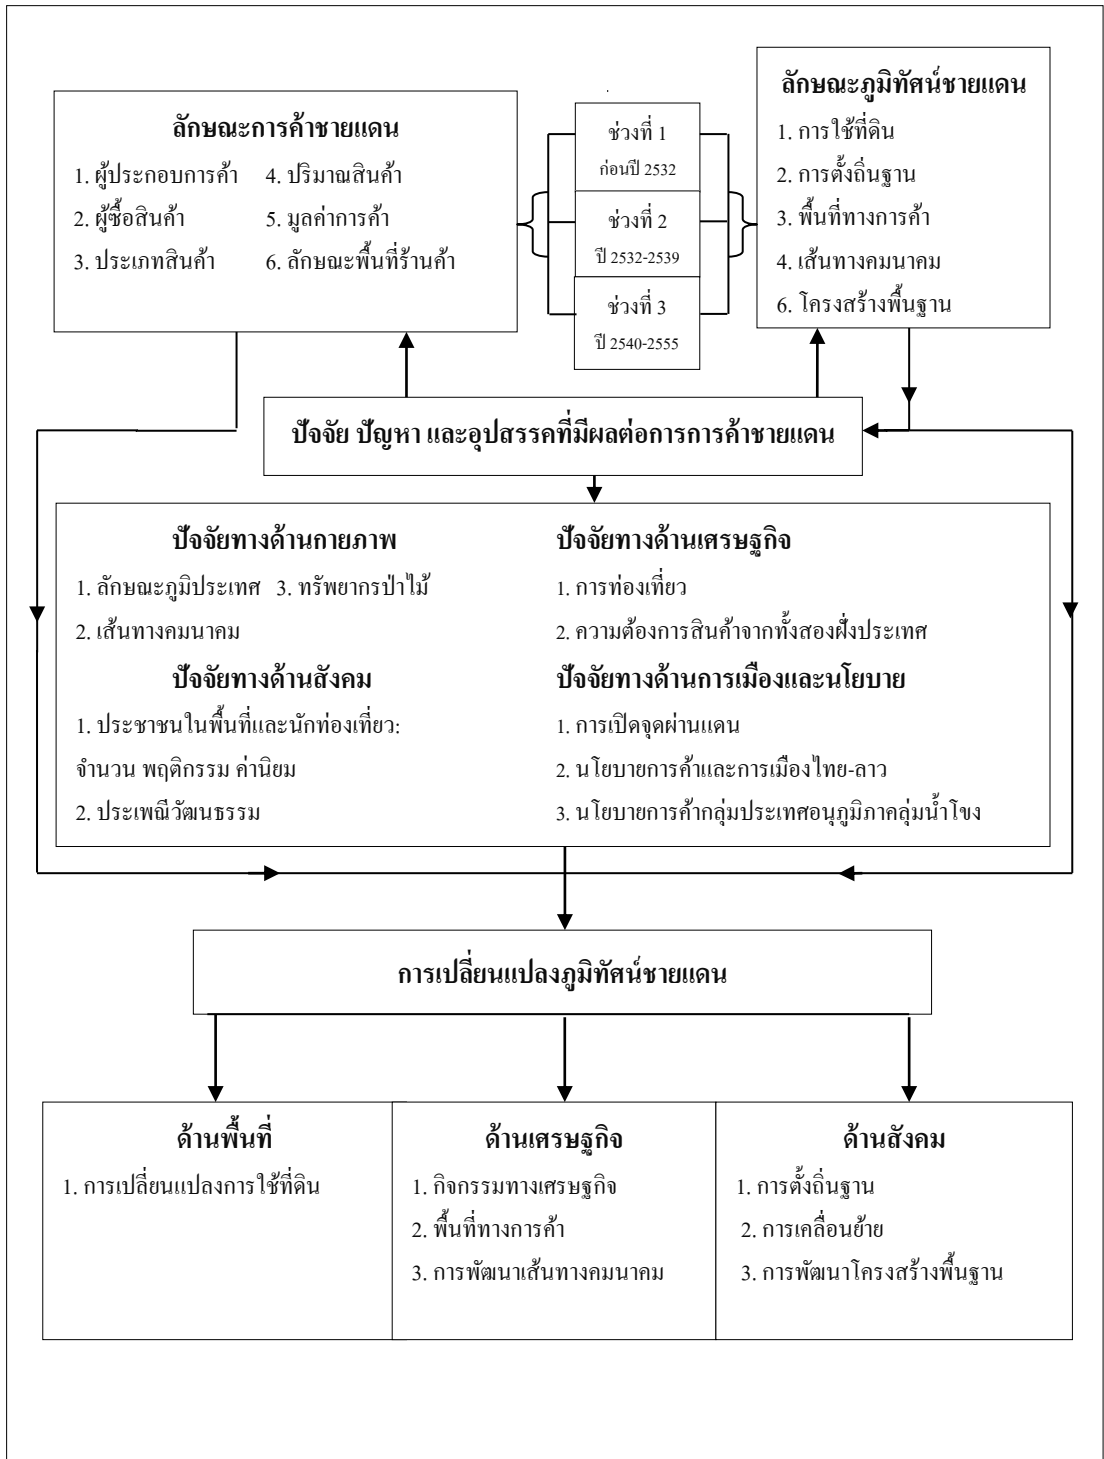 ลักษณะการค้าชายแดน
1. ผู้ประกอบการค้า 4. ปริมาณสินค้า
2. ผู้ซื้อสินค้า 5. มูลค่าการค้า
3. ประเภทสินค้า 6. ลักษณะพื้นที่ร้านค้า
ช่วงที่ 1
ก่อนปี 2532
ช่วงที่ 2
ปี 2532-2539
ช่วงที่ 3
ปี 2540-2555
ลักษณะภูมิทัศน์ชายแดน
1. การใช้ที่ดิน
2. การตั้งถิ่นฐาน
3. พื้นที่ทางการค้า
4. เส้นทางคมนาคม
6. โครงสร้างพื้นฐาน
ปัจจัย ปัญหา และอุปสรรคที่มีผลต่อการการค้าชายแดน
ปัจจัยทางด้านกายภาพ
1. ลักษณะภูมิประเทศ 3. ทรัพยากรป่าไม้
2. เส้นทางคมนาคม
ปัจจัยทางด้านสังคม
1. ประชาชนในพื้นที่และนักท่องเที่ยว:
จำนวน พฤติกรรม ค่านิยม
2. ประเพณีวัฒนธรรม
ปัจจัยทางด้านเศรษฐกิจ
1. การท่องเที่ยว
2. ความต้องการสินค้าจากทั้งสองฝั่งประเทศ
ปัจจัยทางด้านการเมืองและนโยบาย
1. การเปิดจุดผ่านแดน
2. นโยบายการค้าและการเมืองไทย-ลาว
3. นโยบายการค้ากลุ่มประเทศอนุภูมิภาคลุ่มน้ำโขง
การเปลี่ยนแปลงภูมิทัศน์ชายแดน
ด้านพื้นที่
1. การเปลี่ยนแปลงการใช้ที่ดิน
ด้านเศรษฐกิจ
1. กิจกรรมทางเศรษฐกิจ
2. พื้นที่ทางการค้า
3. การพัฒนาเส้นทางคมนาคม
ด้านสังคม
1. การตั้งถิ่นฐาน
2. การเคลื่อนย้าย
3. การพัฒนาโครงสร้างพื้นฐาน